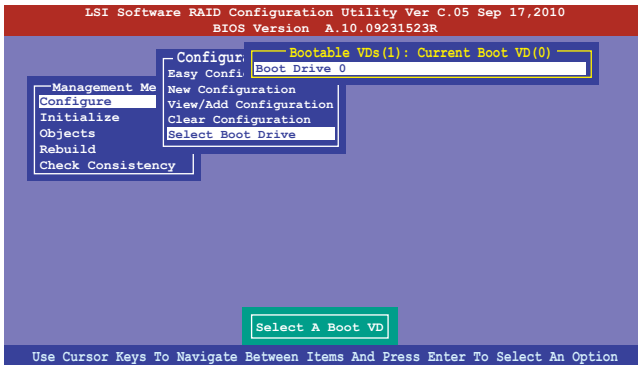 LSI Software RAID Configuration Utility Ver C.05 Sep 17,2010
BIOS Version A.10.09231523R
Bootable VDs(1): Current Boot VD(0)
Boot Drive 0
Configur
Easy Confi
New Configuration
View/Add Configuration
Clear Configuration
Select Boot Drive
Management Me
Configure
Initialize
Objects
Rebuild
Check Consistency
Select A Boot VD
Use Cursor Keys To Navigate Between Items And Press Enter To Select An Option